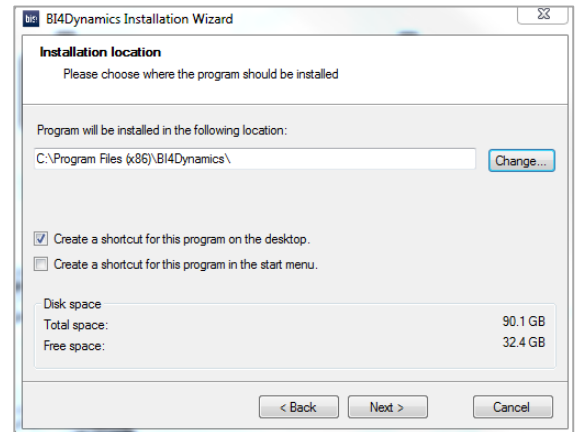 bi4 BI4Dynamics Installation Wizard
Installation location
Please choose where the program should be installed
Program will be installed in the following location:
C:\Program Files (x86)\BI4Dynamics\
Change...
Create a shortcut for this program on the desktop.
Create a shortcut for this program in the start menu.
Disk space
Total space: 90.1 GB
Free space: 32.4 GB
< Back Next > Cancel